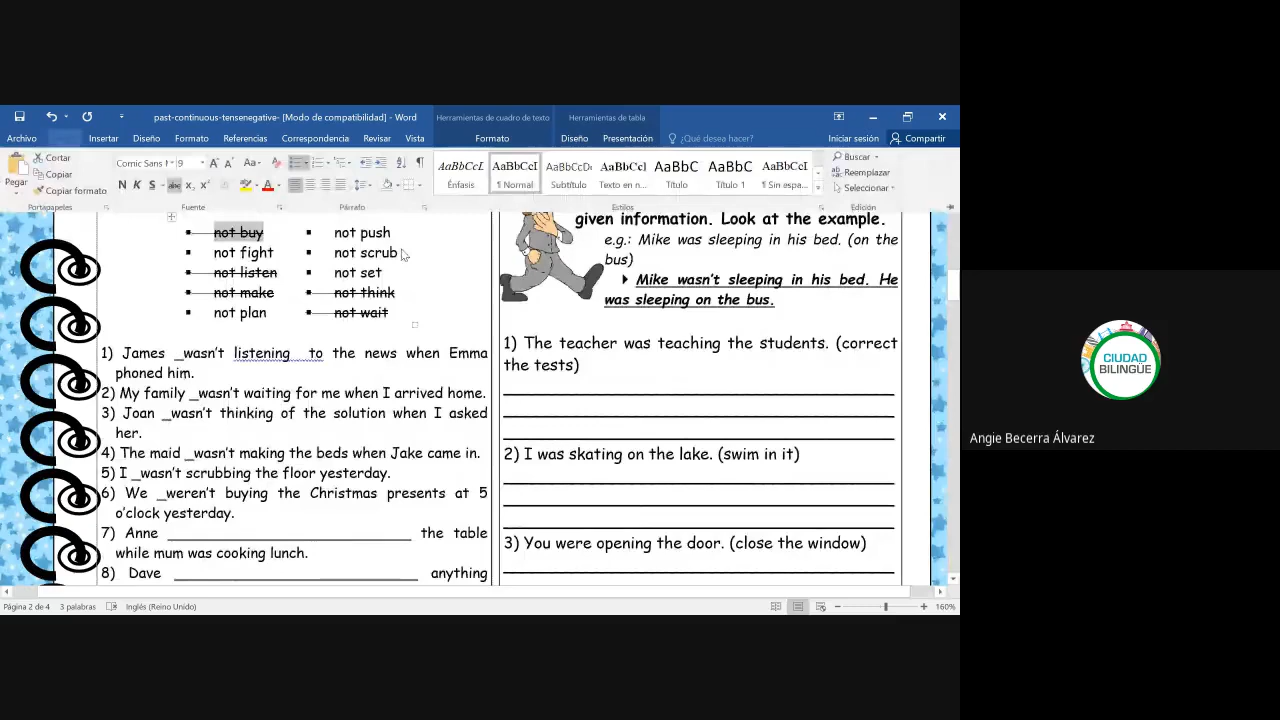 past-continuous-tensenegative- [Modo de compatibilidad] - Word
Herramientas de cuadro de texto
Herramientas de tabla
Archivo
Insertar
Diseño
Formato
Referencias
Correspondencia
Revisar
Vista
Formato
Diseño
Presentación
¿Qué desea hacer?
Iniciar sesión
Compartir
Pegar
Cortar
Copiar
Copiar formato
Portapapeles
Comic Sans M
9
Aa
N K S abc x₂ x²
Fuente
Párrafo
AaBbCcL
Énfasis
AaBbCcI
¶ Normal
AaBbCcDc
Subtítulo
AaBbCcI
Texto en n...
AaBbC
Título
AaBbC
Título 1
AaBbCcI
¶ Sin espa...
Estilos
Buscar
Reemplazar
Seleccionar
Edición
not buy
not fight
not listen
not make
not plan
not push
not scrub
not set
not think
not wait
1) James _wasn't listening to the news when Emma
phoned him.
2) My family _wasn't waiting for me when I arrived home.
3) Joan _wasn't thinking of the solution when I asked
her.
4) The maid _wasn't making the beds when Jake came in.
5) I _wasn't scrubbing the floor yesterday.
6) We _weren't buying the Christmas presents at 5
o'clock yesterday.
7) Anne ______ the table
while mum was cooking lunch.
8) Dave ______ anything
given information. Look at the example.
e.g.: Mike was sleeping in his bed. (on the
bus)
Mike wasn't sleeping in his bed. He
was sleeping on the bus.
1) The teacher was teaching the students. (correct
the tests)
2) I was skating on the lake. (swim in it)
3) You were opening the door. (close the window)
Página 2 de 4
3 palabras
Inglés (Reino Unido)
160%
CIUDAD
BILINGÜE
Angie Becerra Álvarez